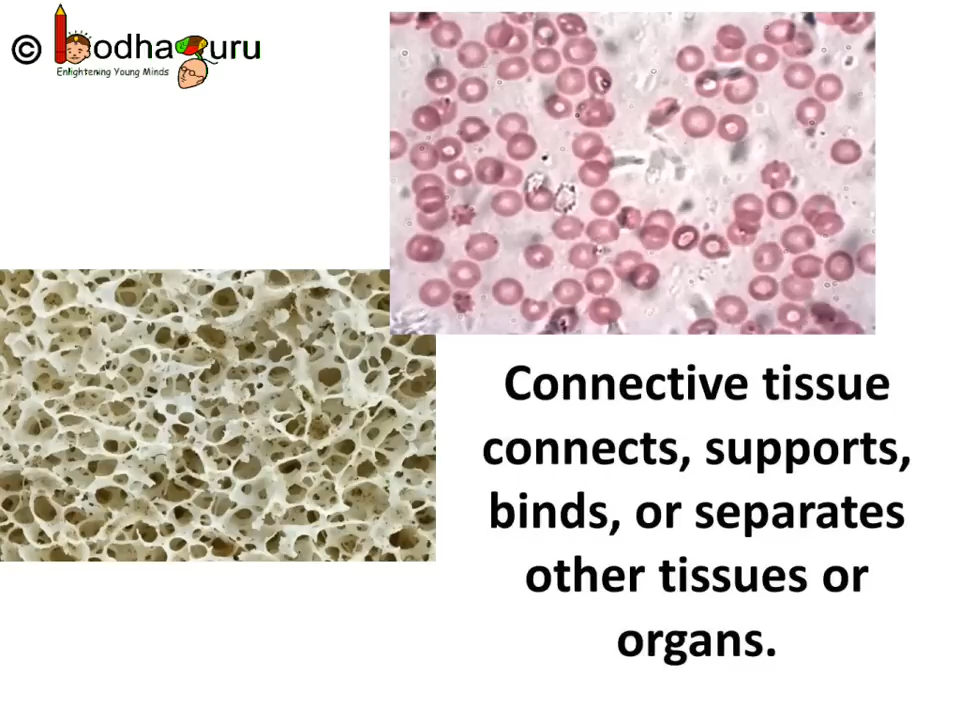 © BodhaGuru
Enlightening Young Minds
Connective tissue
connects, supports,
binds, or separates
other tissues or
organs.